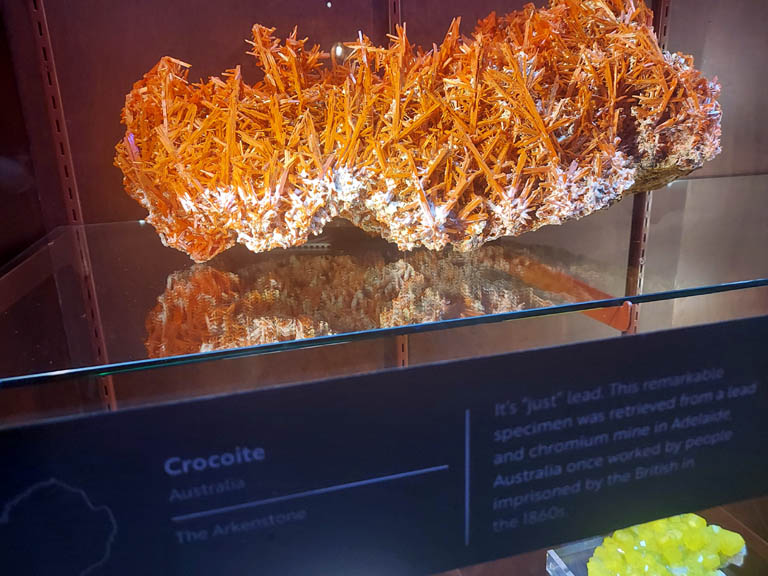 Crocoite
Australia
The Arkenstone
It's "just" lead. This remarkable
specimen was retrieved from a lead
and chromium mine in Adelaide,
Australia once worked by people
imprisoned by the British in
the 1860s.